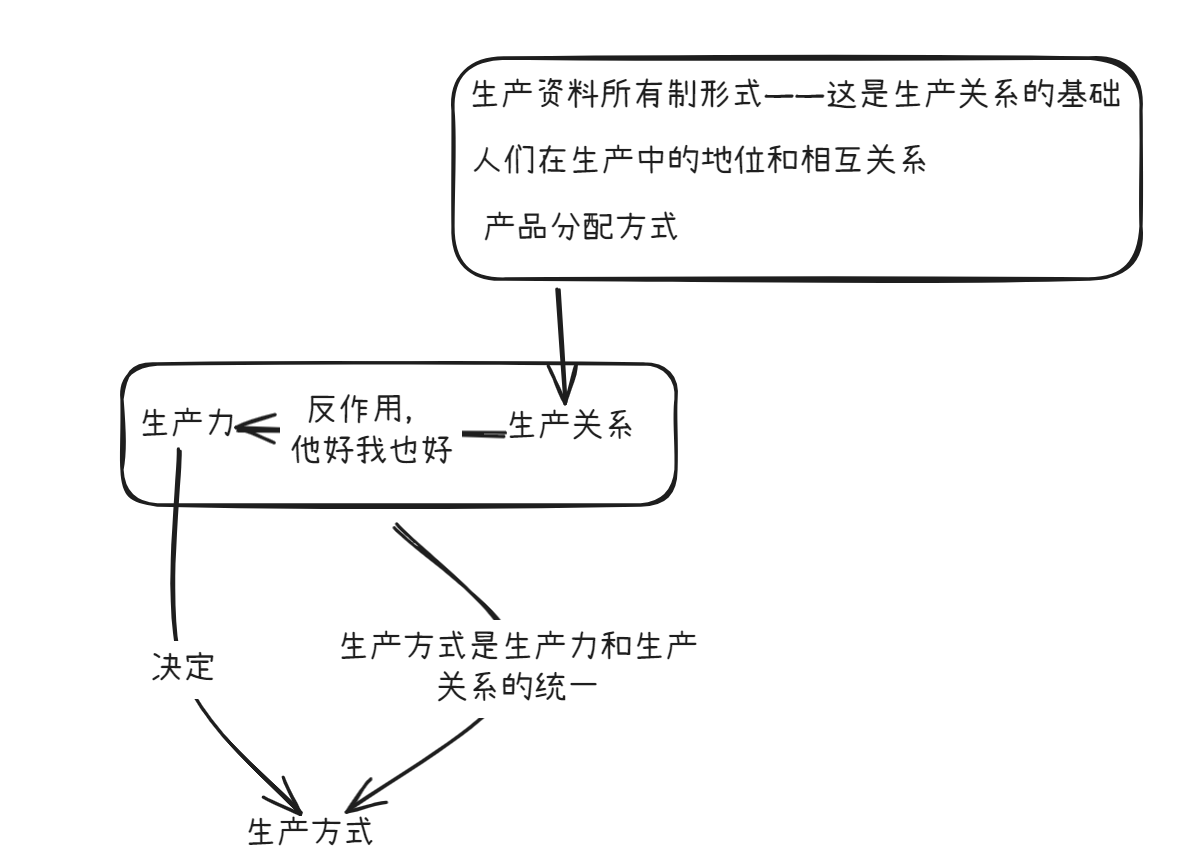 生产资料所有制形式——这是生产关系的基础
人们在生产中的地位和相互关系
产品分配方式
生产力
反作用，
他好我也好
生产关系
决定
生产方式是生产力和生产
关系的统一
生产方式